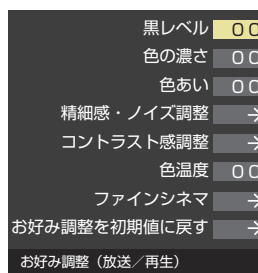 黒レベル 00
色の濃さ 00
色あい 00
精細感・ノイズ調整 →
コントラスト感調整 →
色温度 00
ファインシネマ →
お好み調整を初期値に戻す →
お好み調整(放送/再生)